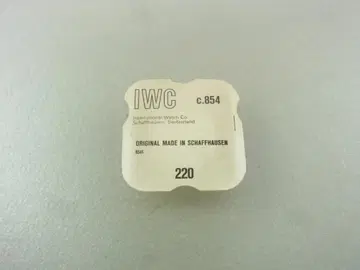 IWC c.854
International Watch Co.
Schaffhausen / Switzerland
ORIGINAL MADE IN SCHAFFHAUSEN
220